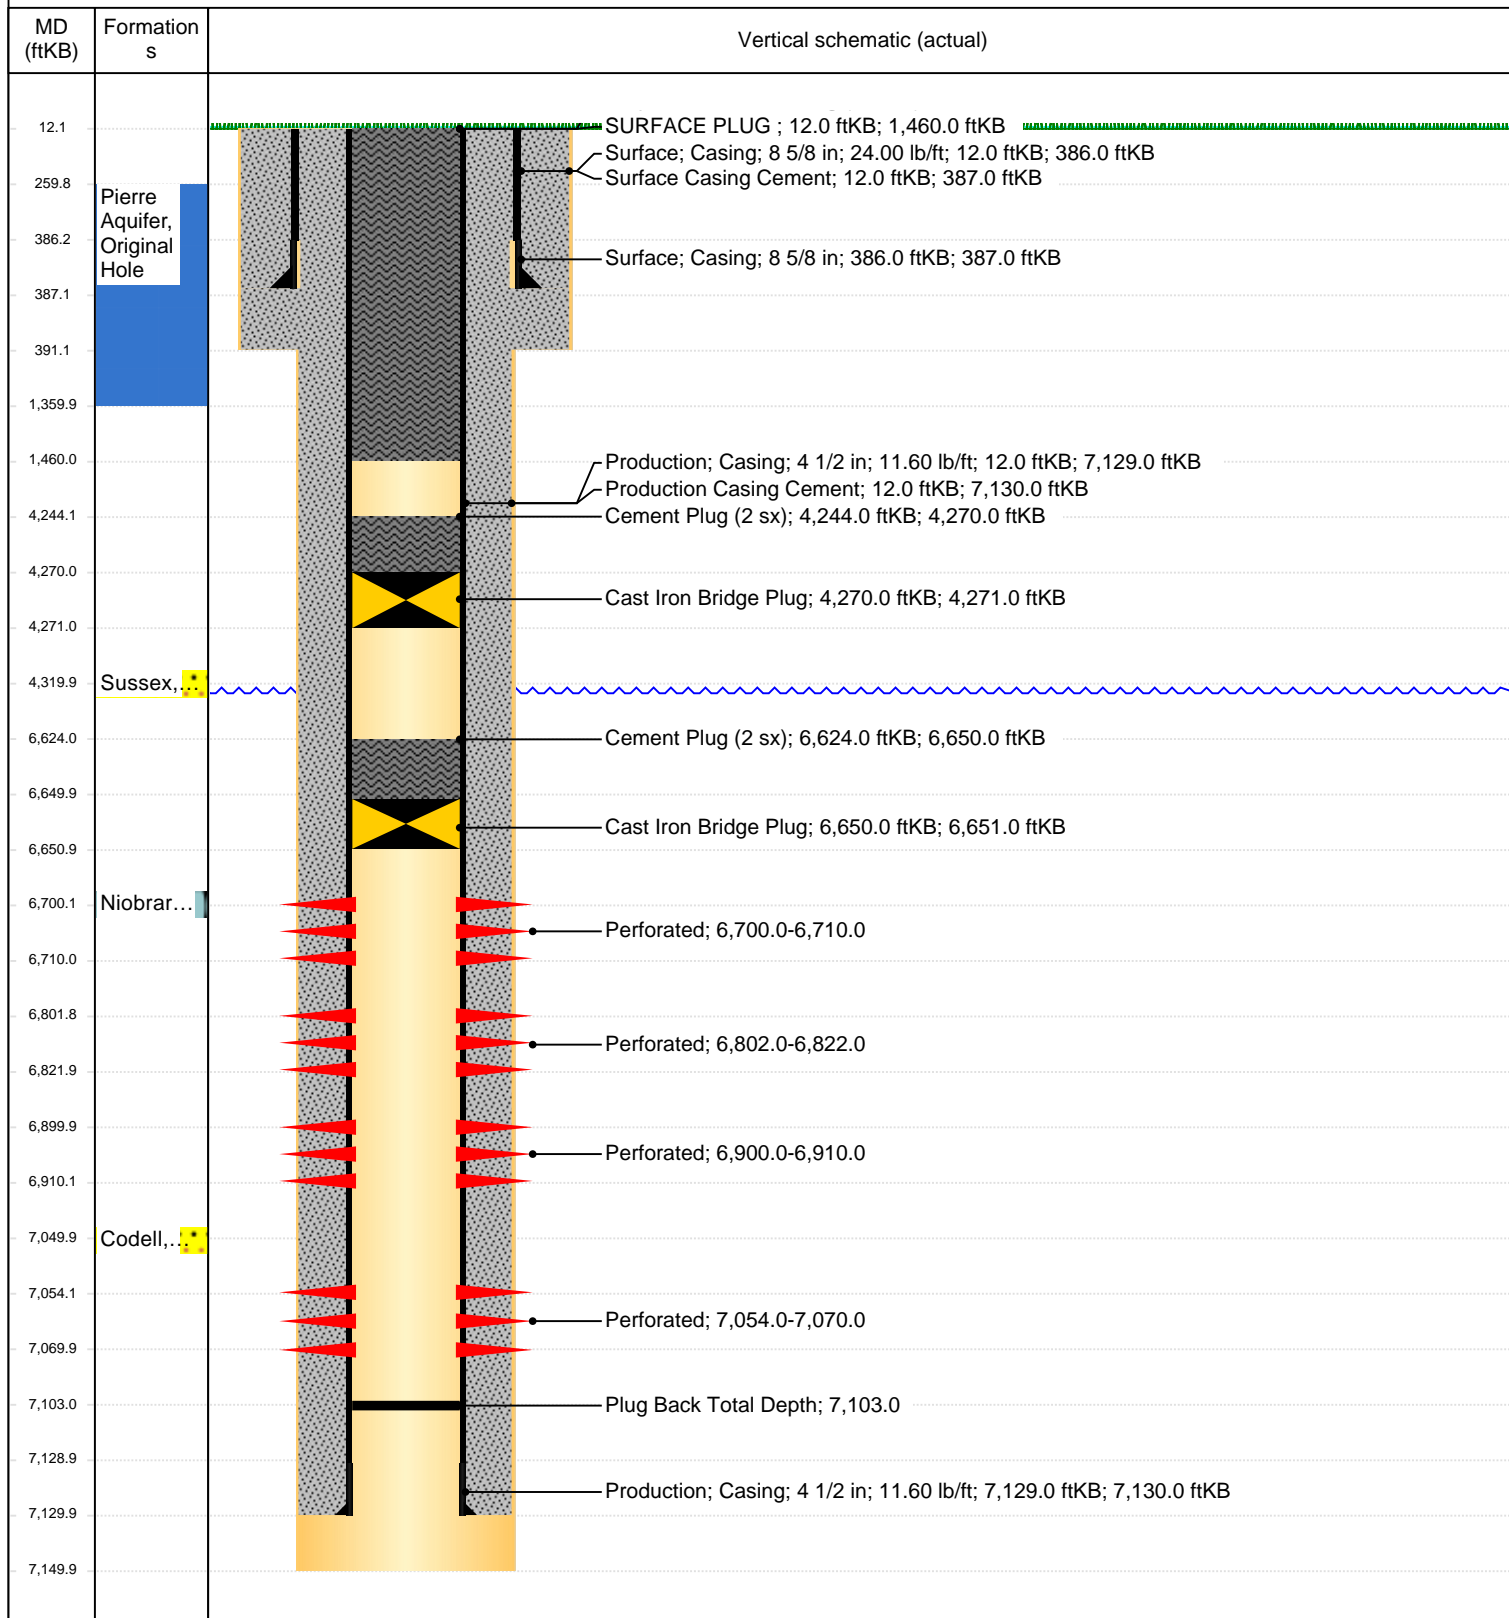 MD
(ftKB)
Formation
s
Vertical schematic (actual)
12.1
SURFACE PLUG ; 12.0 ftKB; 1,460.0 ftKB
Surface; Casing; 8 5/8 in; 24.00 lb/ft; 12.0 ftKB; 386.0 ftKB
259.8
Surface Casing Cement; 12.0 ftKB; 387.0 ftKB
Pierre
Aquifer,
Original
Hole
386.2
Surface; Casing; 8 5/8 in; 386.0 ftKB; 387.0 ftKB
387.1
391.1
1,359.9
1,460.0
Production; Casing; 4 1/2 in; 11.60 lb/ft; 12.0 ftKB; 7,129.0 ftKB
Production Casing Cement; 12.0 ftKB; 7,130.0 ftKB
4,244.1
Cement Plug (2 sx); 4,244.0 ftKB; 4,270.0 ftKB
4,270.0
Cast Iron Bridge Plug; 4,270.0 ftKB; 4,271.0 ftKB
4,271.0
4,319.9
Sussex,...
6,624.0
Cement Plug (2 sx); 6,624.0 ftKB; 6,650.0 ftKB
6,649.9
Cast Iron Bridge Plug; 6,650.0 ftKB; 6,651.0 ftKB
6,650.9
6,700.1
Niobrar...
Perforated; 6,700.0-6,710.0
6,710.0
6,801.8
Perforated; 6,802.0-6,822.0
6,821.9
6,899.9
Perforated; 6,900.0-6,910.0
6,910.1
7,049.9
Codell,...
7,054.1
Perforated; 7,054.0-7,070.0
7,069.9
7,103.0
Plug Back Total Depth; 7,103.0
7,128.9
Production; Casing; 4 1/2 in; 11.60 lb/ft; 7,129.0 ftKB; 7,130.0 ftKB
7,129.9
7,149.9